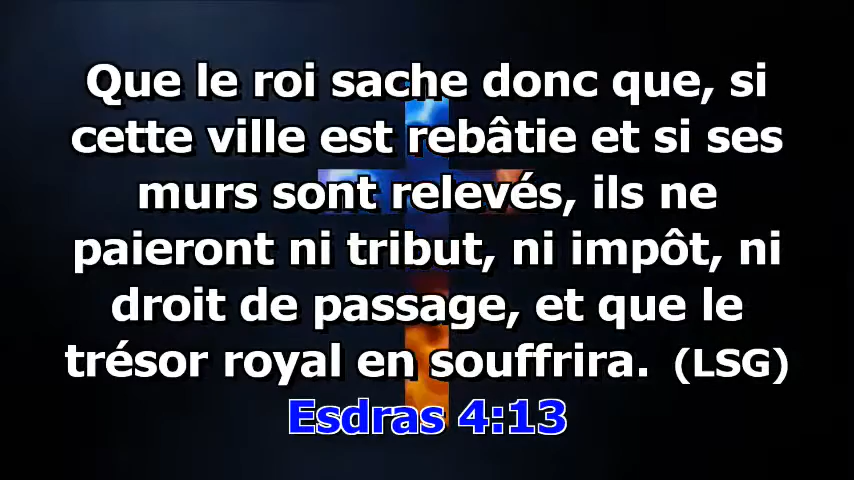 Que le roi sache donc que, si
cette ville est rebâtie et si ses
murs sont relevés, ils ne
paieront ni tribut, ni impôt, ni
droit de passage, et que le
trésor royal en souffrira. (LSG)
Esdras 4:13